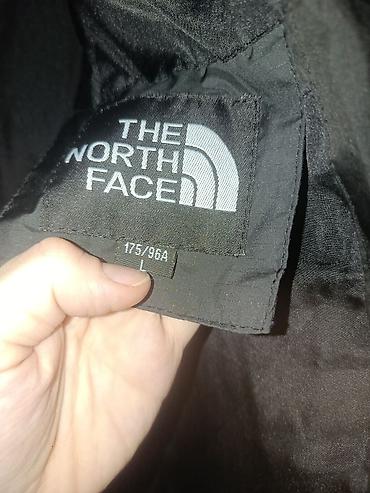 THE
NORTH
FACE
175/96A
L